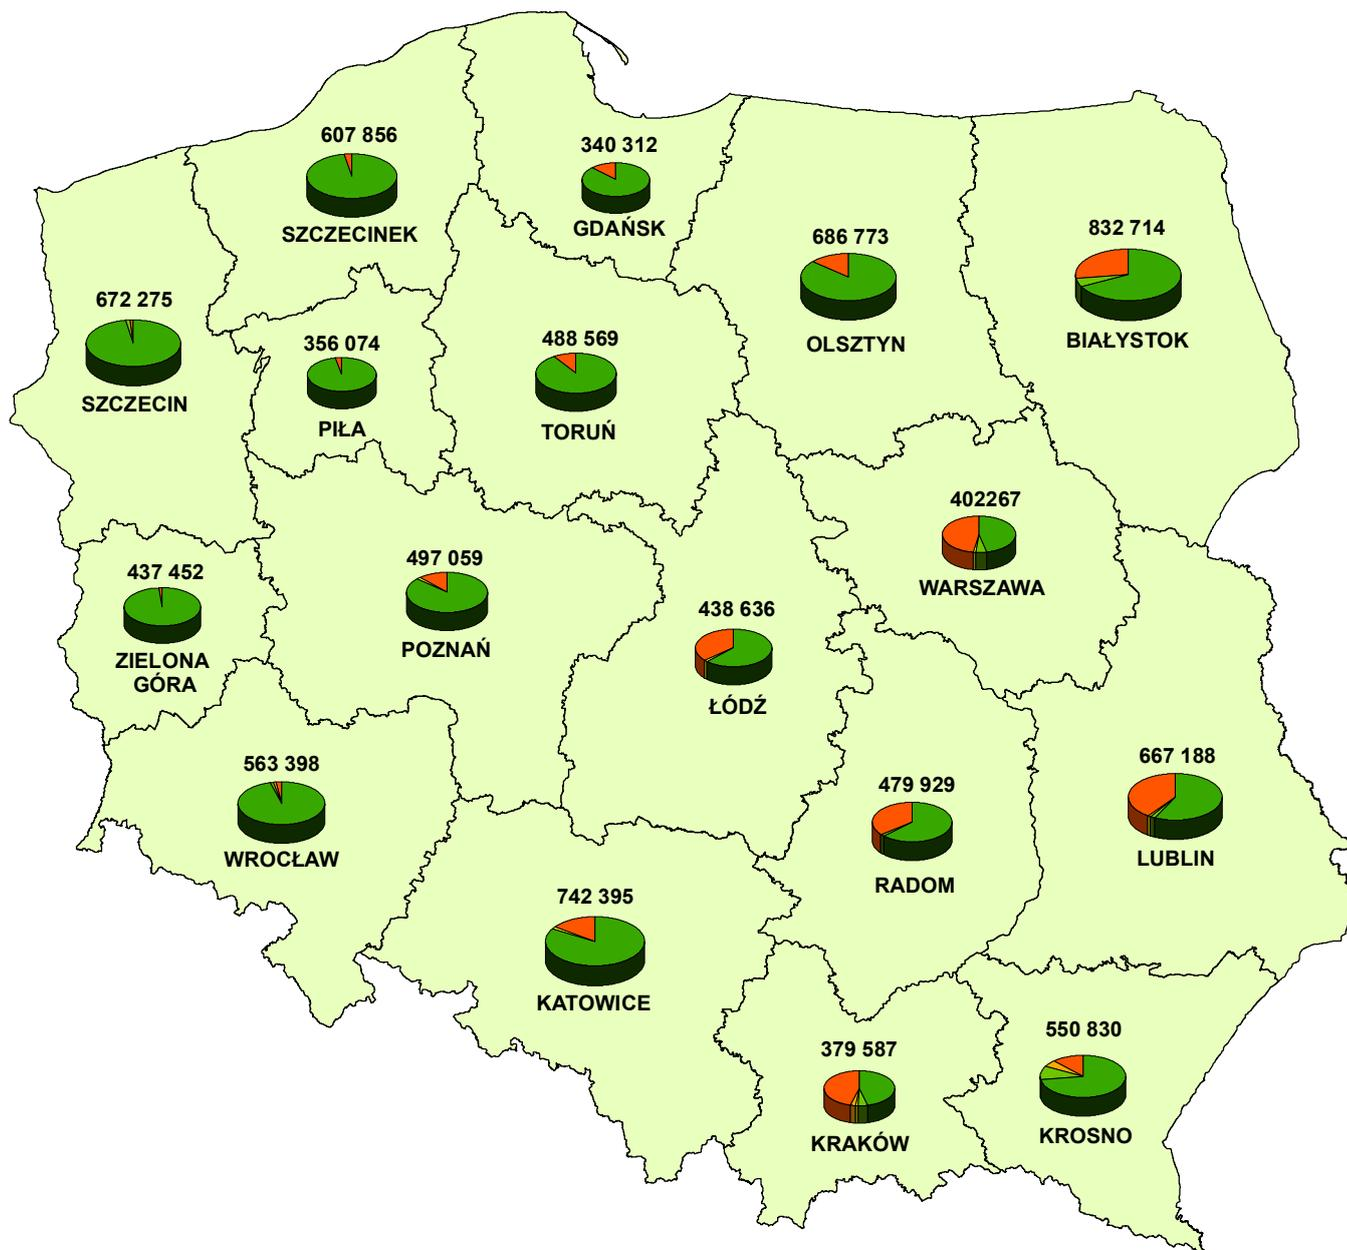 607 856
SZCZECINEK
340 312
GDAŃSK
686 773
OLSZTYN
832 714
BIAŁYSTOK
672 275
SZCZECIN
356 074
PIŁA
488 569
TORUŃ
402267
WARSZAWA
437 452
ZIELONA
GÓRA
497 059
POZNAŃ
438 636
ŁÓDŹ
563 398
WROCŁAW
479 929
RADOM
667 188
LUBLIN
742 395
KATOWICE
379 587
KRAKÓW
550 830
KROSNO